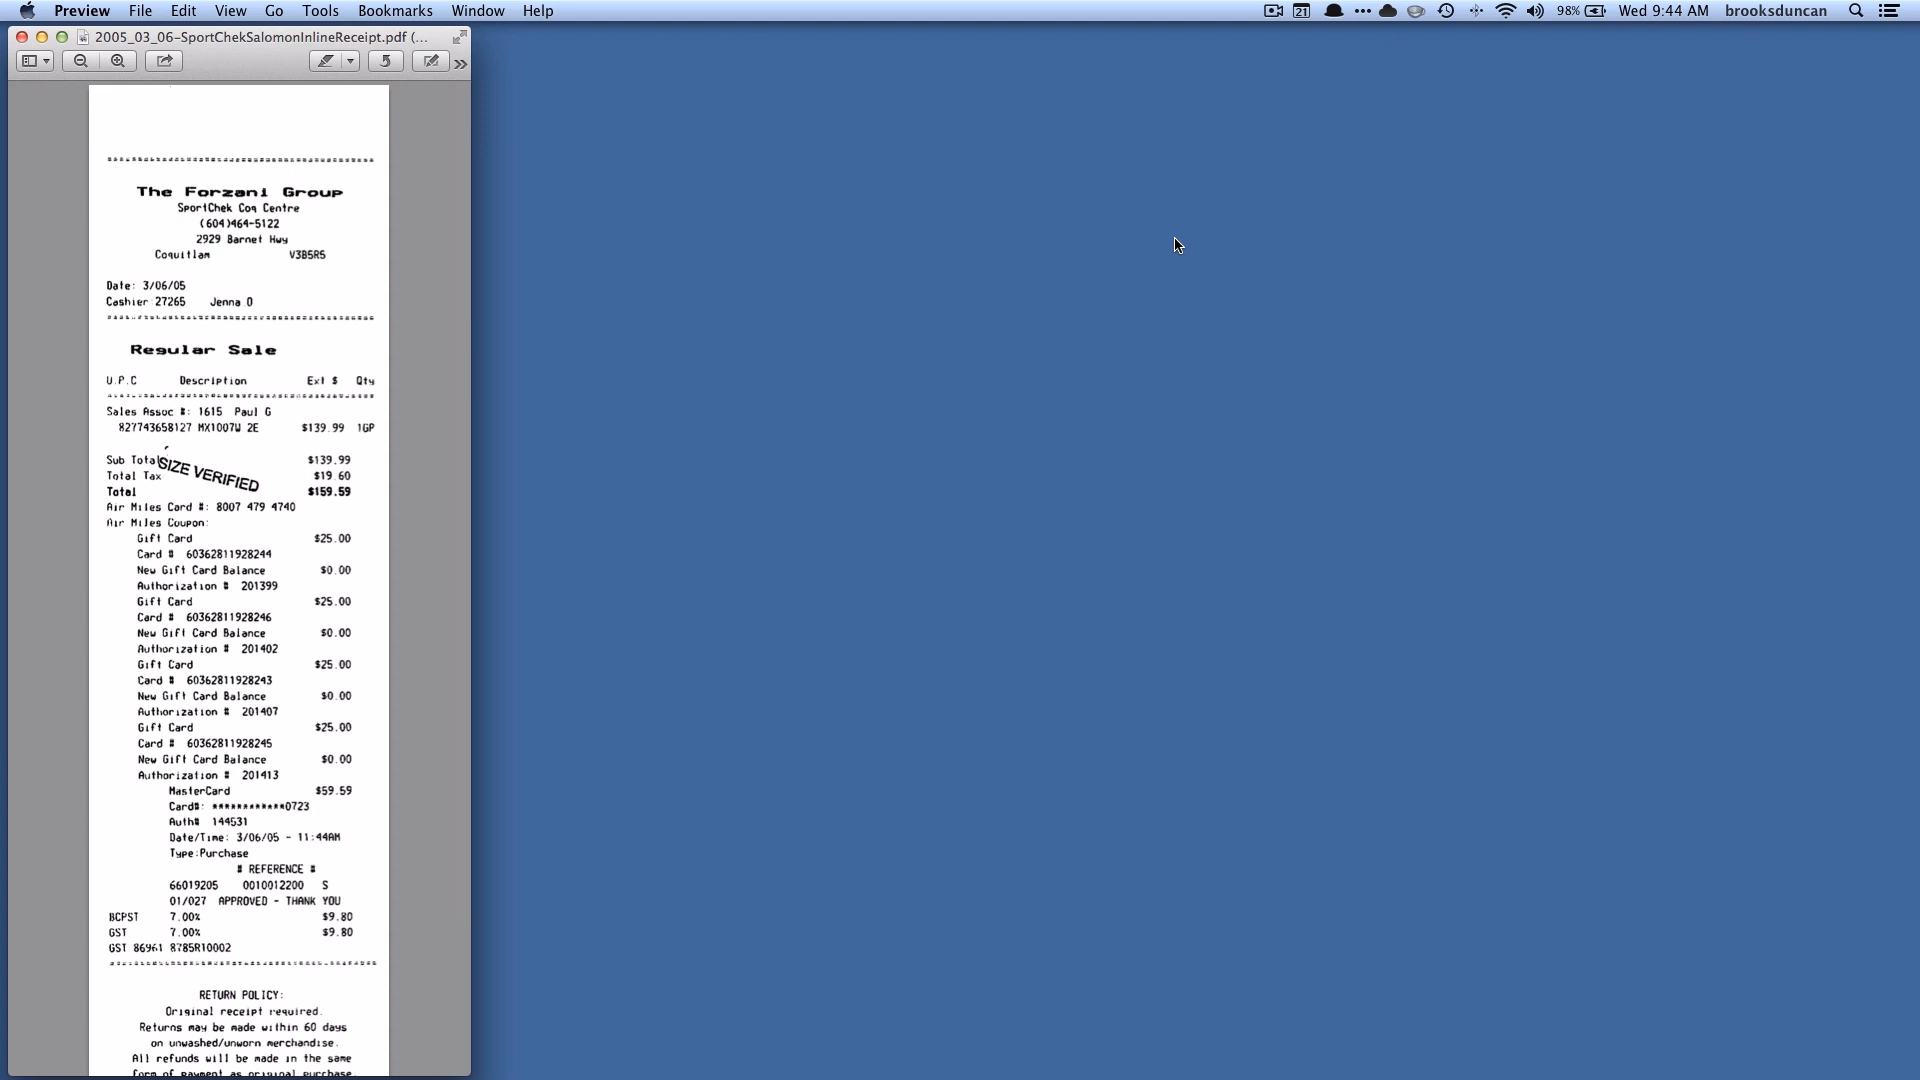 Preview File Edit View Go Tools Bookmarks Window Help 21 98% Wed 9:44 AM brooksduncan
2005_03_06-SportChekSalomonInlineReceipt.pdf (...
The Forzani Group
SportChek Coq Centre
(604)464-5122
2929 Barnet Hwy
Coquitlam V3B5R5
Date: 3/06/05
Cashier:27265 Jenna O
Regular Sale
U.P.C Description Ext $ Qty
Sales Assoc #: 1615 Paul G
827743658127 MX1007W 2E $139.99 1GP
Sub Total $139.99
SIZE VERIFIED
Total Tax $19.60
Total $159.59
Air Miles Card #: 8007 479 4740
Air Miles Coupon:
Gift Card $25.00
Card # 60362811928244
New Gift Card Balance $0.00
Authorization # 201399
Gift Card $25.00
Card # 60362811928246
New Gift Card Balance $0.00
Authorization # 201402
Gift Card $25.00
Card # 60362811928243
New Gift Card Balance $0.00
Authorization # 201407
Gift Card $25.00
Card # 60362811928245
New Gift Card Balance $0.00
Authorization # 201413
MasterCard $59.59
Card#: ************0723
Auth# 144531
Date/Time: 3/06/05 - 11:44AM
Type:Purchase
# REFERENCE #
66019205 0010012200 S
01/027 APPROVED - THANK YOU
BCPST 7.00% $9.80
GST 7.00% $9.80
GST 86961 8785R10002
RETURN POLICY:
Original receipt required.
Returns may be made within 60 days
on unwashed/unworn merchandise.
All refunds will be made in the same
form of payment as original purchase.